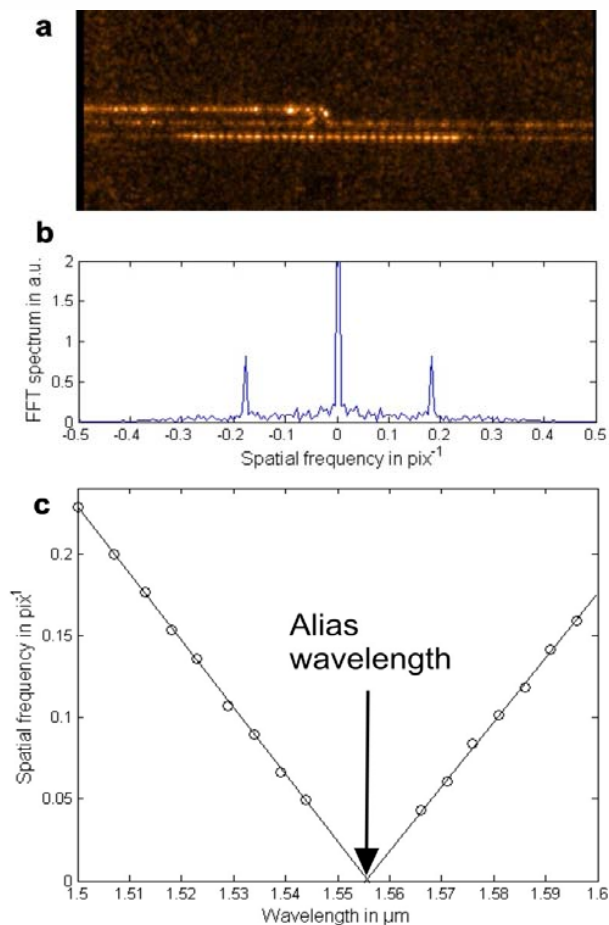 a
b
2
1.5
1
0.5
0
FFT spectrum in a.u.
-0.5 -0.4 -0.3 -0.2 -0.1 0 0.1 0.2 0.3 0.4 0.5
Spatial frequency in pix-1
c
0.2
0.15
0.1
0.05
0
Spatial frequency in pix-1
Alias
wavelength
1.5 1.51 1.52 1.53 1.54 1.55 1.56 1.57 1.58 1.59 1.6
Wavelength in µm